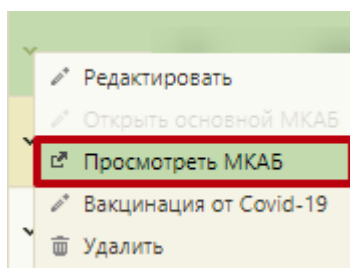 Редактировать
Открыть основной МКАБ
Просмотреть МКАБ
Вакцинация от Covid-19
Удалить